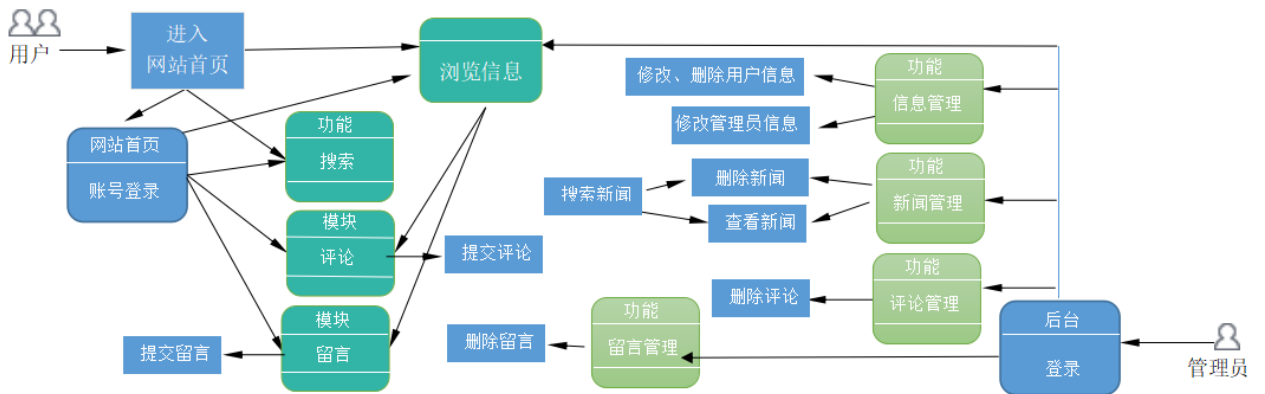 用户
进入
网站首页
网站首页
账号登录
功能
搜索
模块
评论
模块
留言
提交留言
浏览信息
提交评论
修改、删除用户信息
修改管理员信息
功能
信息管理
搜索新闻
删除新闻
查看新闻
功能
新闻管理
删除评论
功能
评论管理
删除留言
功能
留言管理
后台
登录
管理员